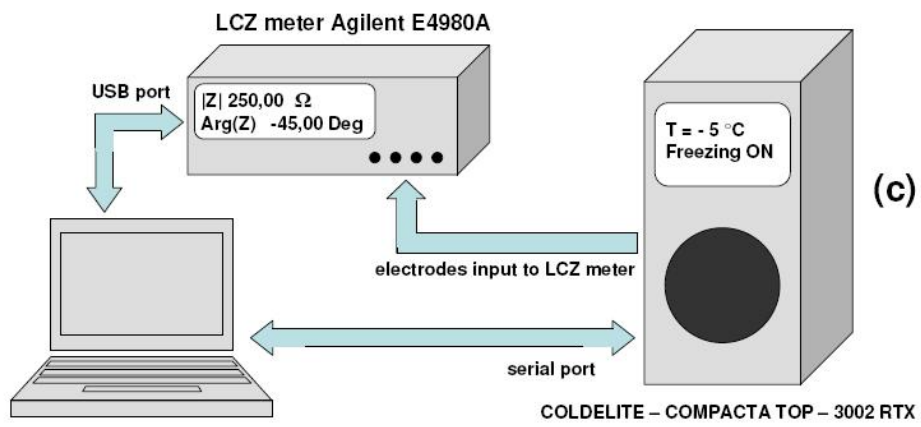 LCZ meter Agilent E4980A
USB port
|Z| 250,00 Ω
Arg(Z) -45,00 Deg
T = - 5 °C
Freezing ON
(c)
electrodes input to LCZ meter
serial port
COLDELITE – COMPACTA TOP – 3002 RTX